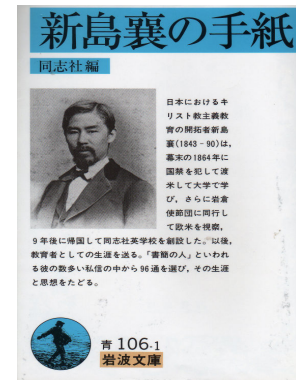 新島襄の手紙
同志社編
日本におけるキ
リスト教主義教
育の開拓者新島
襄(1843‐90)は,
幕末の1864年に
国禁を犯して渡
米して大学で学
び, さらに岩倉
使節団に同行し
て欧米を視察,
9年後に帰国して同志社英学校を創設した。以後,
教育者としての生涯を送る。「書簡の人」といわれ
る彼の数多い私信の中から96通を選び, その生涯
と思想をたどる。
青 106-1
岩波文庫